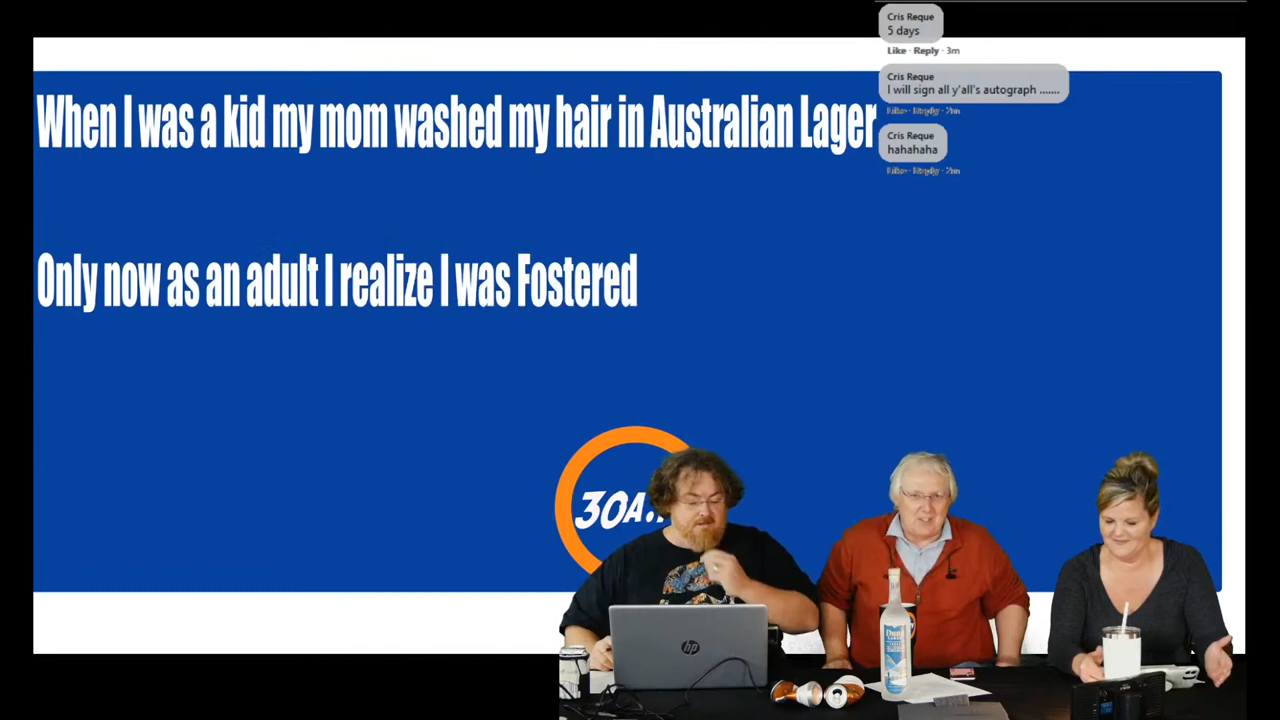 Cris Reque
5 days
Like · Reply · 3m
Cris Reque
I will sign all y'all's autograph .......
Cris Reque
hahahaha
When I was a kid my mom washed my hair in Australian Lager
Only now as an adult I realize I was Fostered
30A
hp